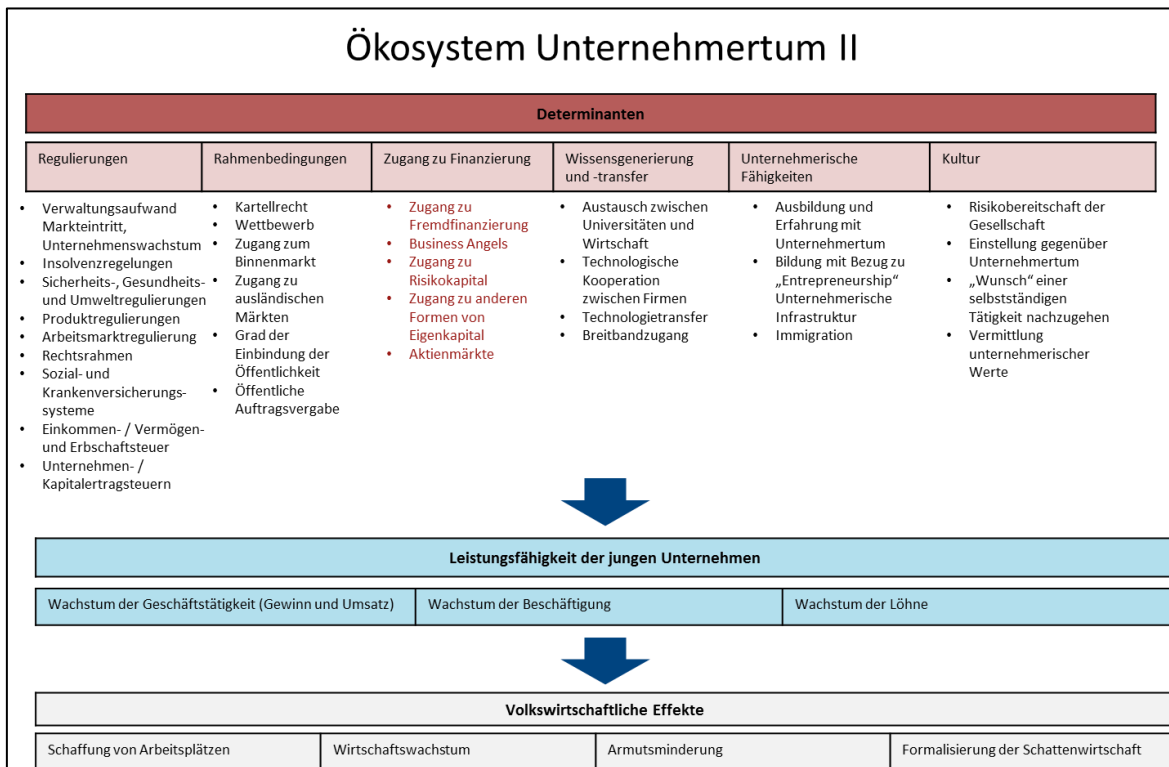 Ökosystem Unternehmertum II
Determinanten
Regulierungen
Verwaltungsaufwand
Markteintritt,
Unternehmenswachstum
Insolvenzregelungen
Sicherheits-, Gesundheits-
und Umweltregulierungen
Produktregulierungen
Arbeitsmarktregulierung
Rechtsrahmen
Sozial- und
Krankenversicherungs-
systeme
Einkommen- / Vermögen-
und Erbschaftsteuer
Unternehmen- /
Kapitalertragsteuern
Rahmenbedingungen
Kartellrecht
Wettbewerb
Zugang zum
Binnenmarkt
Zugang zu
ausländischen
Märkten
Grad der
Einbindung der
Öffentlichkeit
Öffentliche
Auftragsvergabe
Zugang zu Finanzierung
Zugang zu
Fremdfinanzierung
Business Angels
Zugang zu
Risikokapital
Zugang zu anderen
Formen von
Eigenkapital
Aktienmärkte
Wissensgenerierung
und -transfer
Austausch zwischen
Universitäten und
Wirtschaft
Technologische
Kooperation
zwischen Firmen
Technologietransfer
Breitbandzugang
Unternehmerische
Fähigkeiten
Ausbildung und
Erfahrung mit
Unternehmertum
Bildung mit Bezug zu
„Entrepreneurship“
Unternehmerische
Infrastruktur
Immigration
Kultur
Risikobereitschaft der
Gesellschaft
Einstellung gegenüber
Unternehmertum
„Wunsch“ einer
selbstständigen
Tätigkeit nachzugehen
Vermittlung
unternehmerischer
Werte
Leistungsfähigkeit der jungen Unternehmen
Wachstum der Geschäftstätigkeit (Gewinn und Umsatz)
Wachstum der Beschäftigung
Wachstum der Löhne
Volkswirtschaftliche Effekte
Schaffung von Arbeitsplätzen
Wirtschaftswachstum
Armutsminderung
Formalisierung der Schattenwirtschaft